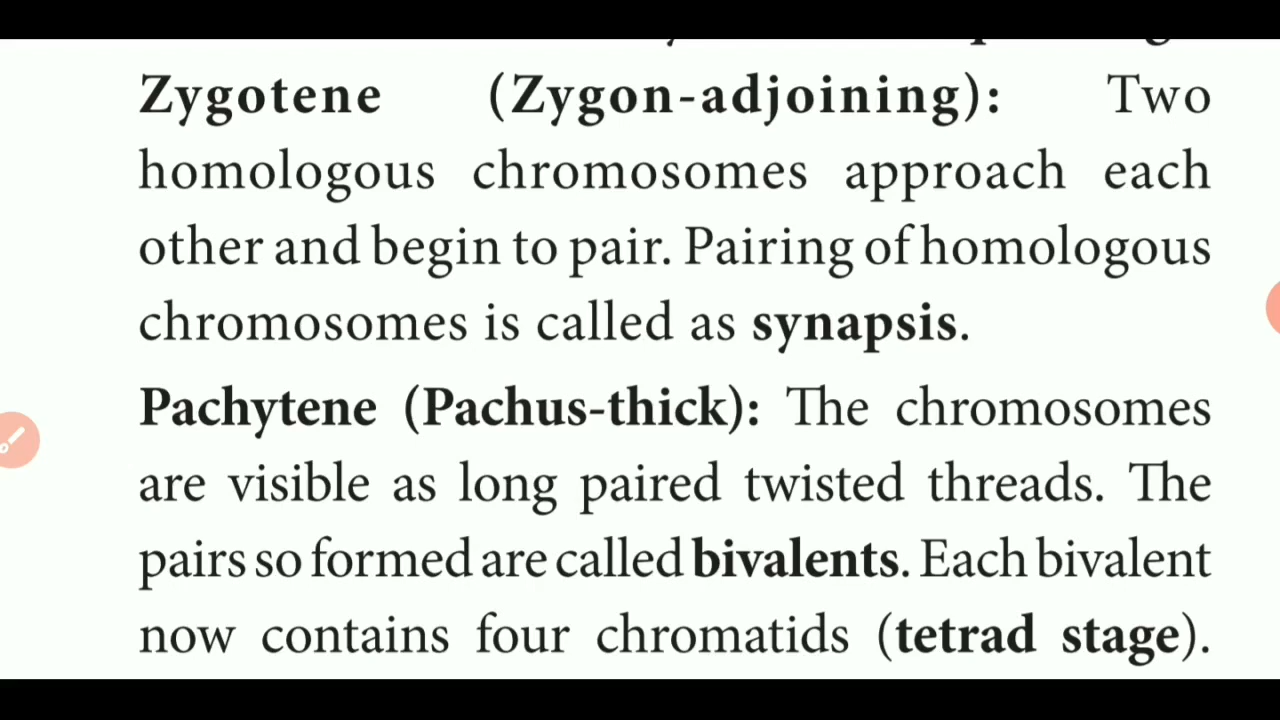 Zygotene (Zygon-adjoining): Two
homologous chromosomes approach each
other and begin to pair. Pairing of homologous
chromosomes is called as synapsis.
Pachytene (Pachus-thick): The chromosomes
are visible as long paired twisted threads. The
pairs so formed are called bivalents. Each bivalent
now contains four chromatids (tetrad stage).